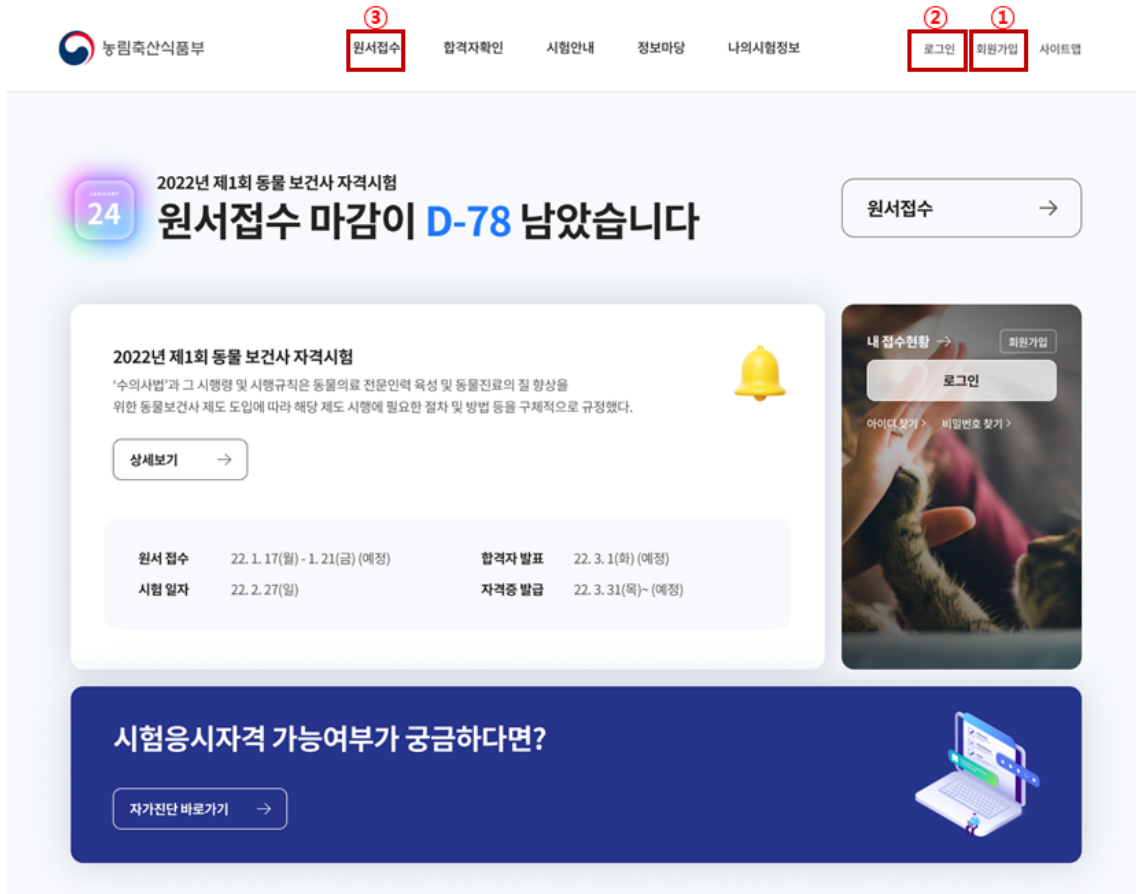 ③
②
①
농림축산식품부
원서접수 합격자확인 시험안내 정보마당 나의시험정보
로그인 회원가입 사이트맵
JANUARY
24
2022년 제1회 동물 보건사 자격시험
원서접수 마감이 D-78 남았습니다
원서접수 →
2022년 제1회 동물 보건사 자격시험
‘수의사법’과 그 시행령 및 시행규칙은 동물의료 전문인력 육성 및 동물진료의 질 향상을
위한 동물보건사 제도 도입에 따라 해당 제도 시행에 필요한 절차 및 방법 등을 구체적으로 규정했다.
상세보기 →
원서 접수 22. 1. 17(월) - 1. 21(금) (예정)
합격자 발표 22. 3. 1(화) (예정)
시험 일자 22. 2. 27(일)
자격증 발급 22. 3. 31(목)~ (예정)
내 접수현황 → 회원가입
로그인
아이디 찾기 > 비밀번호 찾기 >
시험응시자격 가능여부가 궁금하다면?
자가진단 바로가기 →